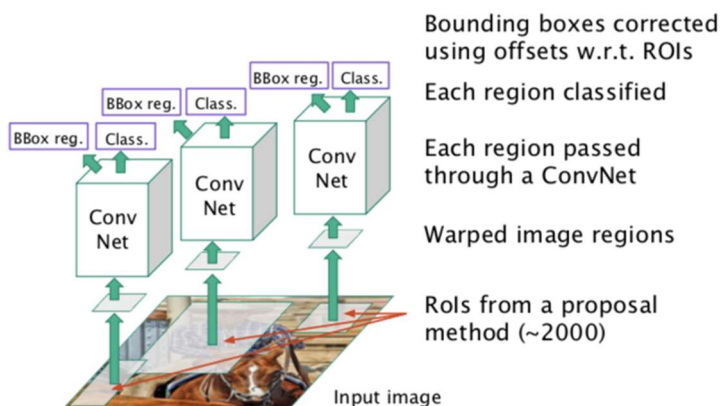 Bounding boxes corrected
using offsets w.r.t. ROIs
BBox reg.
Class.
Each region classified
BBox reg.
Class.
BBox reg.
Class.
Each region passed
through a ConvNet
Conv
Net
Conv
Net
Conv
Net
Warped image regions
RoIs from a proposal
method (~2000)
Input image